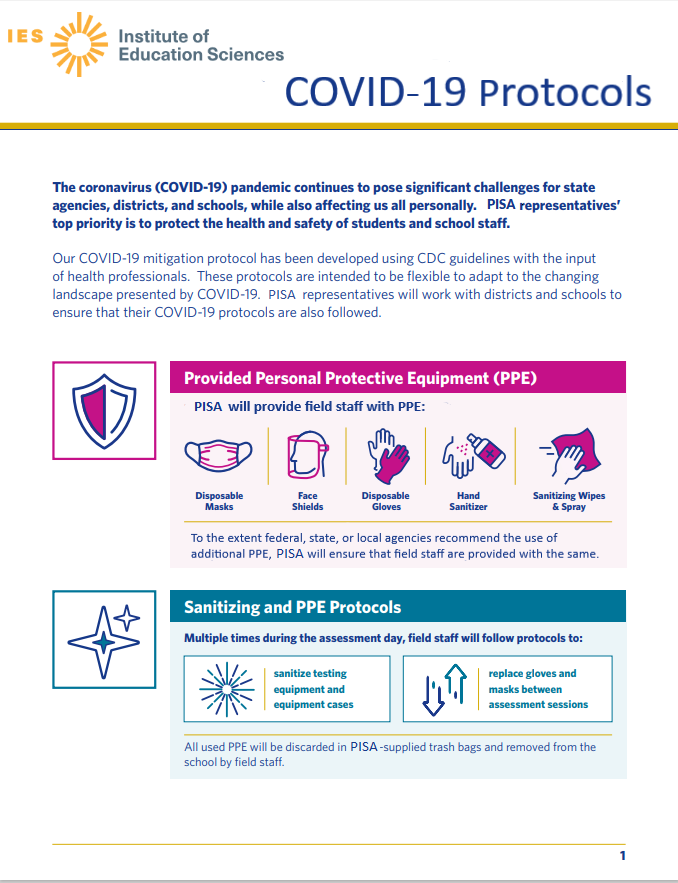 IES
Institute of
Education Sciences
COVID-19 Protocols
The coronavirus (COVID-19) pandemic continues to pose significant challenges for state
agencies, districts, and schools, while also affecting us all personally. PISA representatives'
top priority is to protect the health and safety of students and school staff.
Our COVID-19 mitigation protocol has been developed using CDC guidelines with the input
of health professionals. These protocols are intended to be flexible to adapt to the changing
landscape presented by COVID-19. PISA representatives will work with districts and schools to
ensure that their COVID-19 protocols are also followed.
Provided Personal Protective Equipment (PPE)
PISA will provide field staff with PPE:
Disposable
Masks
Face
Shields
Disposable
Gloves
Hand
Sanitizer
Sanitizing Wipes
& Spray
To the extent federal, state, or local agencies recommend the use of
additional PPE, PISA will ensure that field staff are provided with the same.
Sanitizing and PPE Protocols
Multiple times during the assessment day, field staff will follow protocols to:
sanitize testing
equipment and
equipment cases
replace gloves and
masks between
assessment sessions
All used PPE will be discarded in PISA-supplied trash bags and removed from the
school by field staff.
1